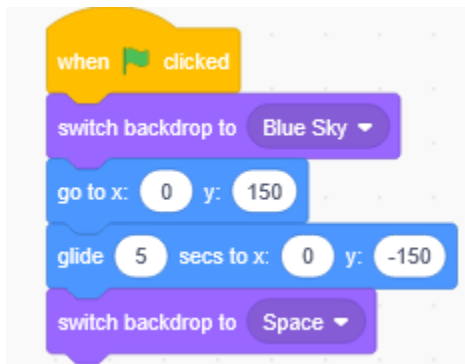 when clicked
switch backdrop to Blue Sky
go to x: 0 y: 150
glide 5 secs to x: 0 y: -150
switch backdrop to Space